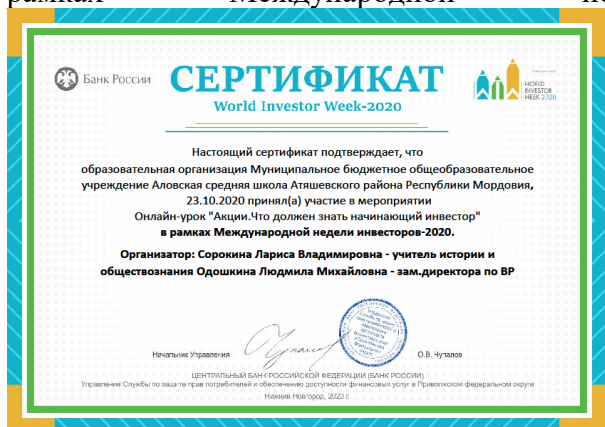 рамках Международной не
Банк России
СЕРТИФИКАТ
World Investor Week-2020
WORLD
INVESTOR
WEEK 2020
Настоящий сертификат подтверждает, что
образовательная организация Муниципальное бюджетное общеобразовательное
учреждение Аловская средняя школа Атяшевского района Республики Мордовия,
23.10.2020 принял(а) участие в мероприятии
Онлайн-урок "Акции.Что должен знать начинающий инвестор"
в рамках Международной недели инвесторов-2020.
Организатор: Сорокина Лариса Владимировна - учитель истории и
обществознания Одошкина Людмила Михайловна - зам.директора по ВР
Начальник Управления
О.В. Чупалов
ЦЕНТРАЛЬНЫЙ БАНК РОССИЙСКОЙ ФЕДЕРАЦИИ (БАНК РОССИИ)
Управление Службы по защите прав потребителей и обеспечению доступности финансовых услуг в Приволжском федеральном округе
Нижний Новгород, 2020 г.